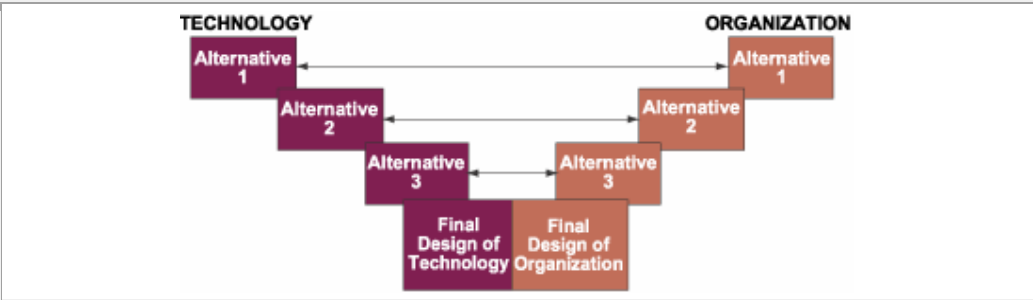 TECHNOLOGY
ORGANIZATION
Alternative
1
Alternative
1
Alternative
2
Alternative
2
Alternative
3
Alternative
3
Final
Design of
Technology
Final
Design of
Organization